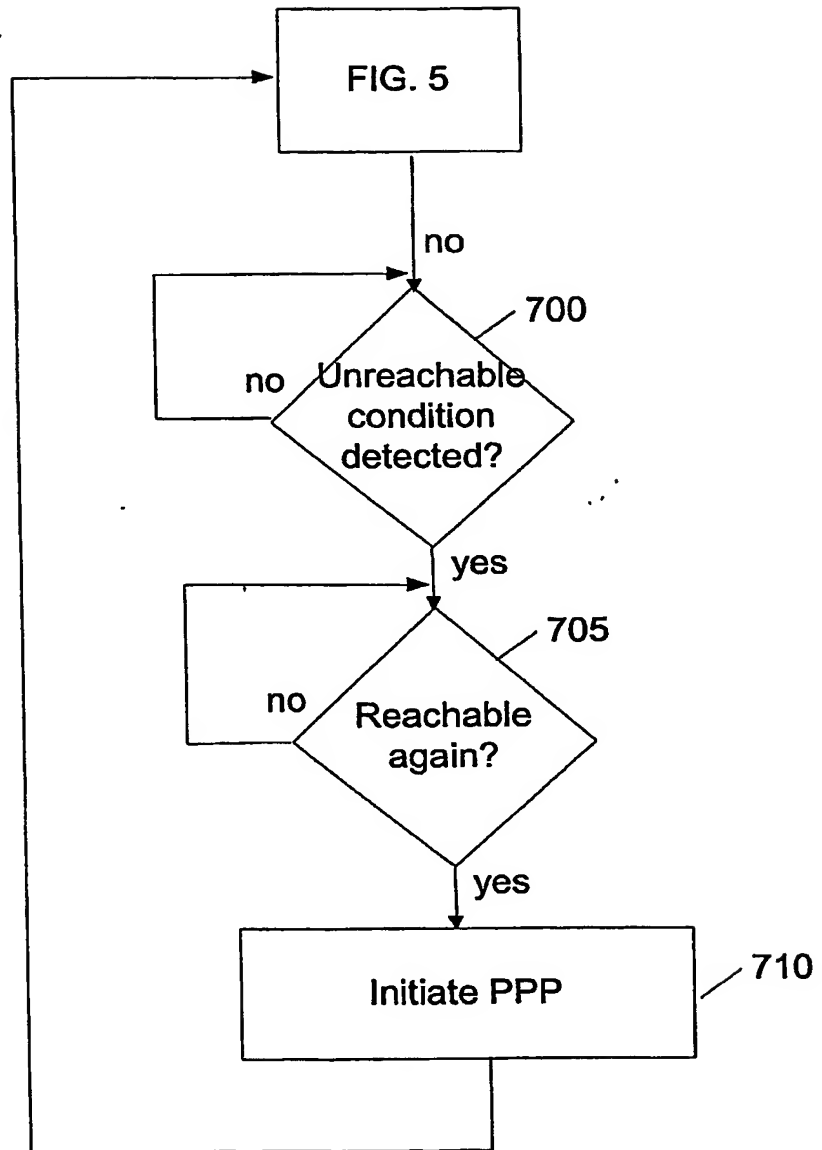 FIG. 5
no
700
no
Unreachable
condition
detected?
yes
705
no
Reachable
again?
yes
Initiate PPP
710